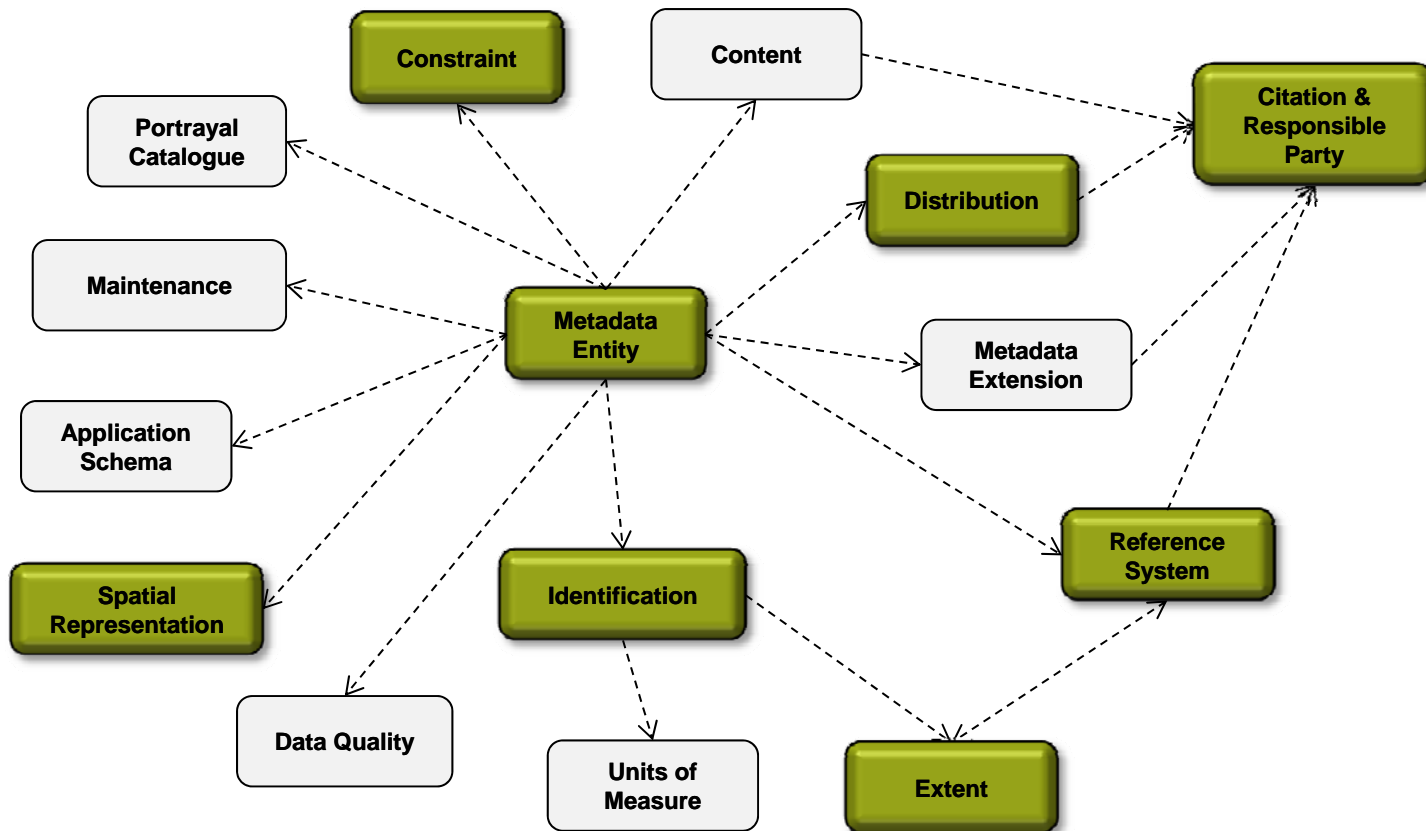 Constraint
Content
Citation &
Responsible
Party
Portrayal
Catalogue
Distribution
Maintenance
Metadata
Entity
Metadata
Extension
Application
Schema
Reference
System
Spatial
Representation
Identification
Data Quality
Units of
Measure
Extent